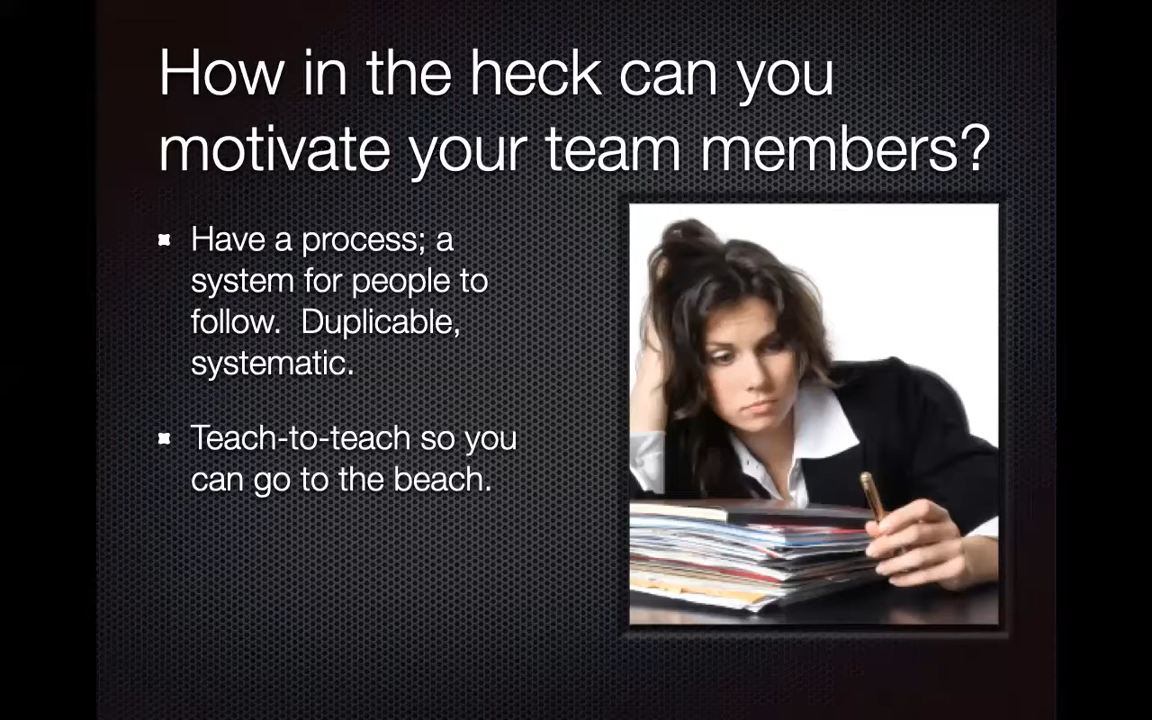 How in the heck can you
motivate your team members?
Have a process; a
system for people to
follow.  Duplicable,
systematic.
Teach-to-teach so you
can go to the beach.